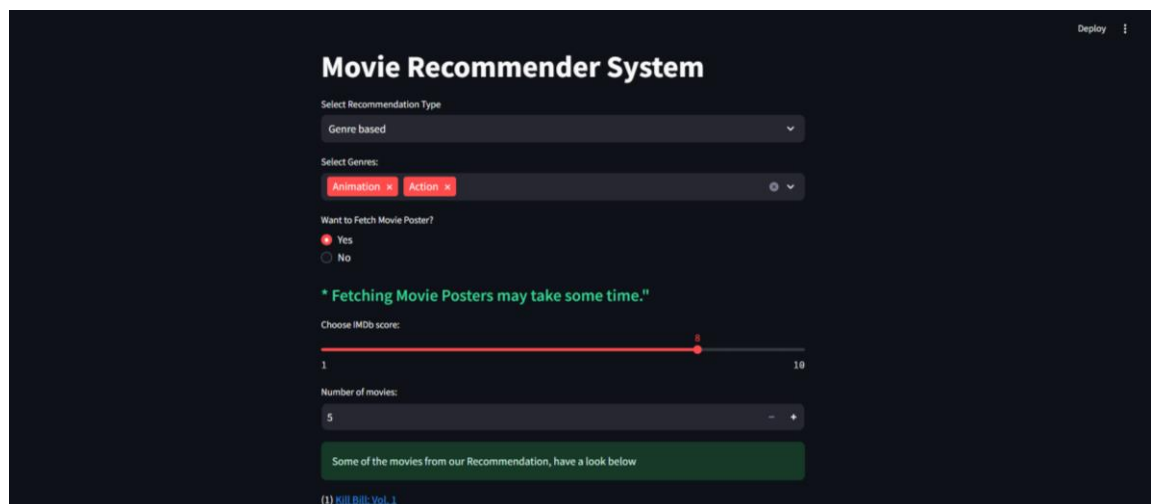 Deploy
Movie Recommender System
Select Recommendation Type
Genre based
Select Genres:
Animation × Action ×
Want to Fetch Movie Poster?
Yes
No
* Fetching Movie Posters may take some time."
Choose IMDb score:
8
1 10
Number of movies:
5 − +
Some of the movies from our Recommendation, have a look below
(1) Kill Bill: Vol. 1